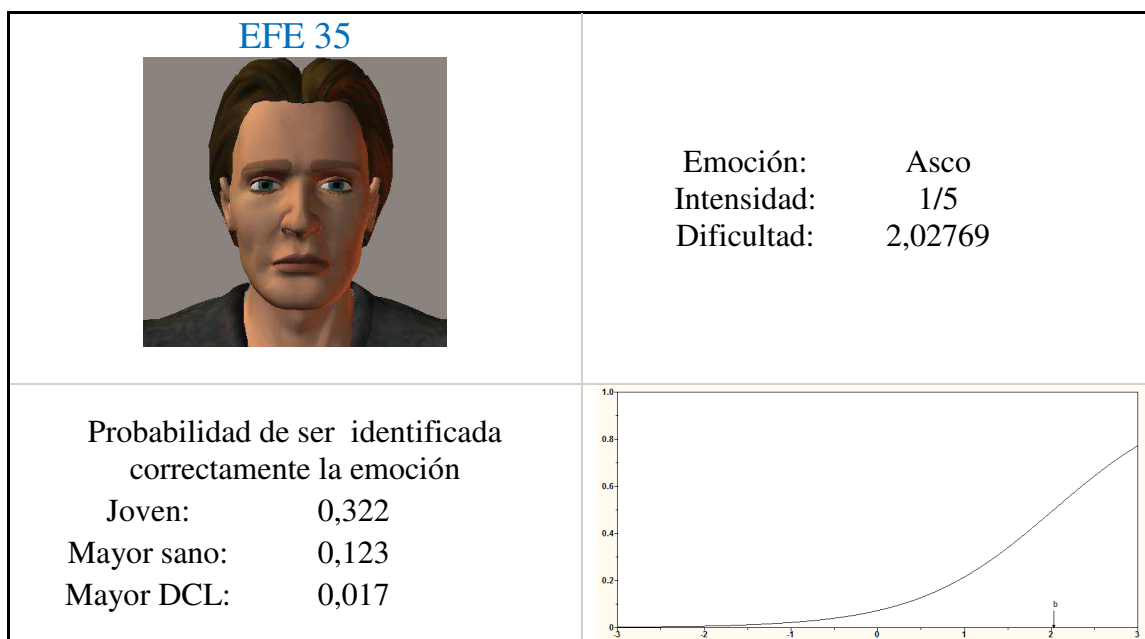 EFE 35
Emoción: Asco
Intensidad: 1/5
Dificultad: 2,02769
Probabilidad de ser identificada
correctamente la emoción
Joven: 0,322
Mayor sano: 0,123
Mayor DCL: 0,017
1.0
0.8
0.6
0.4
0.2
0
b
-3 -2 -1 0 1 2 3